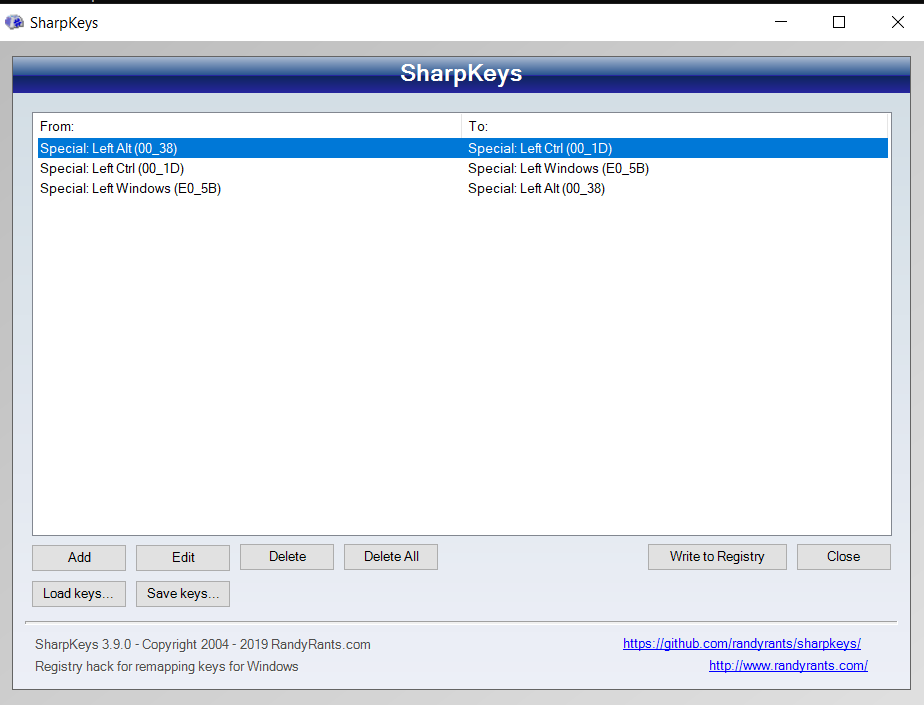 SharpKeys
SharpKeys
From: To:
Special: Left Alt (00_38) Special: Left Ctrl (00_1D)
Special: Left Ctrl (00_1D) Special: Left Windows (E0_5B)
Special: Left Windows (E0_5B) Special: Left Alt (00_38)
Add Edit Delete Delete All Write to Registry Close
Load keys... Save keys...
SharpKeys 3.9.0 - Copyright 2004 - 2019 RandyRants.com https://github.com/randyrants/sharpkeys/
Registry hack for remapping keys for Windows http://www.randyrants.com/